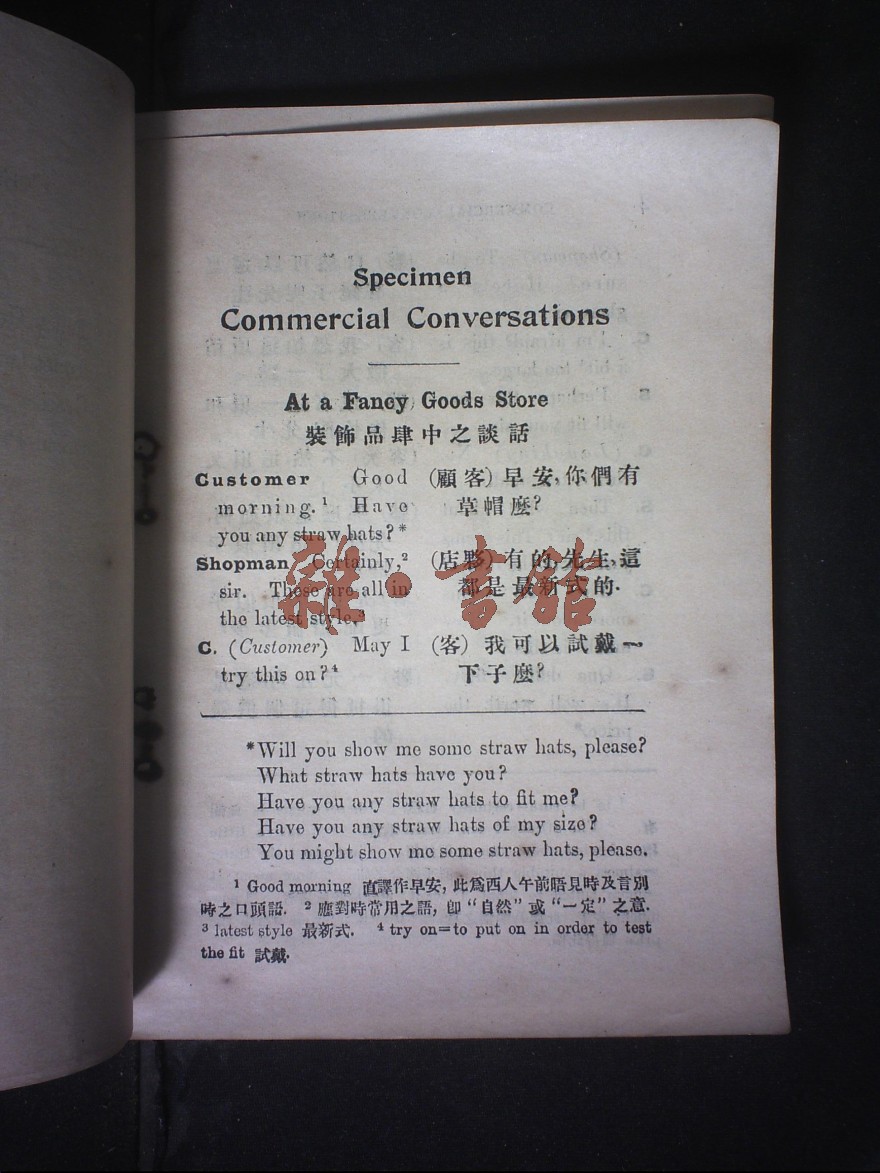 Specimen
Commercial Conversations
At a Fancy Goods Store
裝飾品肆中之談話
Customer Good
morning.¹ Have
you any straw hats?*
Shopman Certainly,²
sir. These are all in
the latest style.³
C. (Customer) May I
try this on?⁴
(顧客) 早安,你們有
草帽麼?
(店夥) 有的,先生,這
都是最新式的.
(客) 我可以試戴一
下子麼?
雜·書館
*Will you show me some straw hats, please?
What straw hats have you?
Have you any straw hats to fit me?
Have you any straw hats of my size?
You might show me some straw hats, please.
¹ Good morning 直譯作早安, 此爲西人午前晤見時及言別
時之口頭語. ² 應對時常用之語, 卽 “自然” 或 “一定” 之意.
³ latest style 最新式. ⁴ try on=to put on in order to test
the fit 試戴.